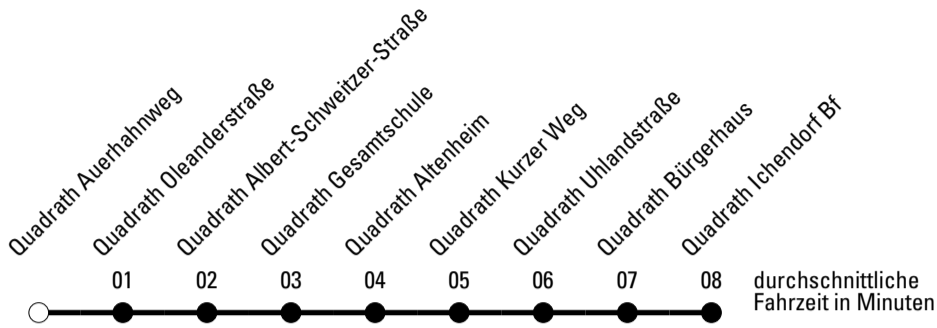 Quadrath Auerhahnweg
Quadrath Oleanderstraße
Quadrath Albert-Schweitzer-Straße
Quadrath Gesamtschule
Quadrath Altenheim
Quadrath Kurzer Weg
Quadrath Uhlandstraße
Quadrath Bürgerhaus
Quadrath Ichendorf Bf
01 02 03 04 05 06 07 08
durchschnittliche
Fahrzeit in Minuten